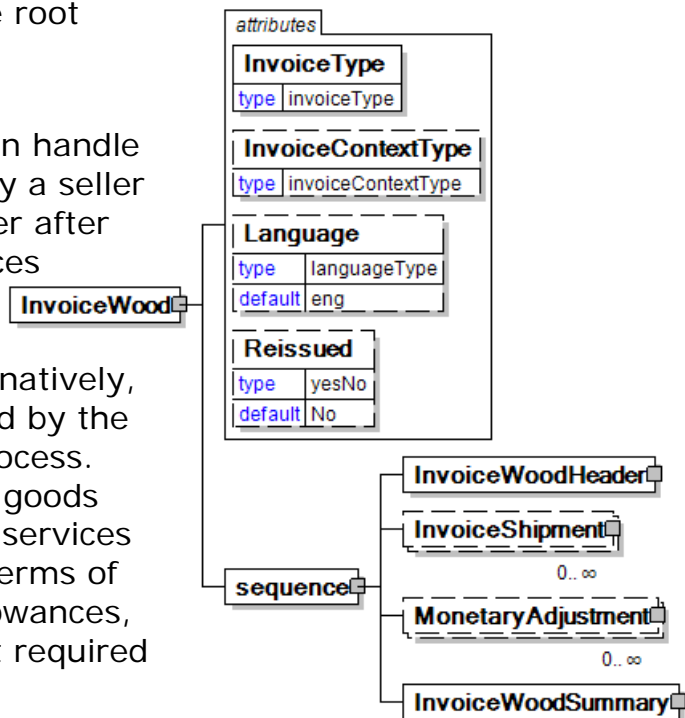 e root
n handle
y a seller
er after
ces
natively,
d by the
ocess.
goods
services
erms of
owances,
t required
attributes
InvoiceType
type invoiceType
InvoiceContextType
type invoiceContextType
Language
type languageType
default eng
Reissued
type yesNo
default No
InvoiceWood
sequence
InvoiceWoodHeader
InvoiceShipment
0.. ∞
MonetaryAdjustment
0.. ∞
InvoiceWoodSummary